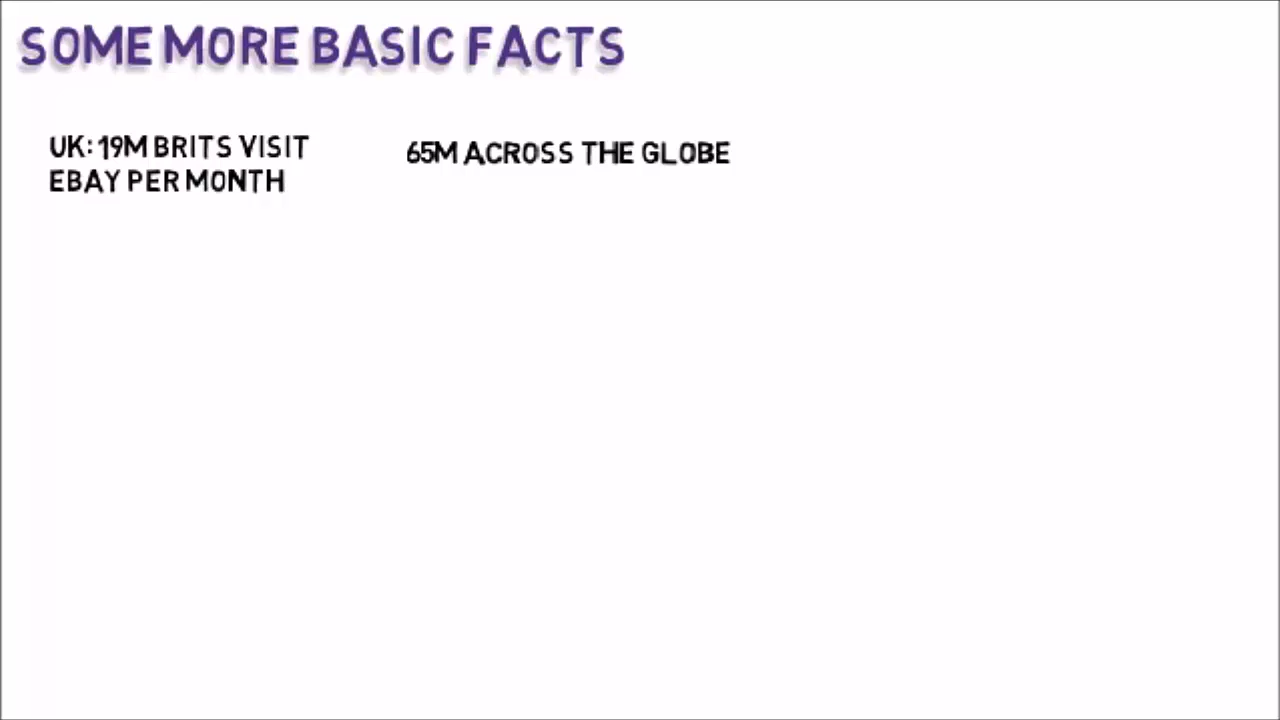 SOME MORE BASIC FACTS
UK: 19M BRITS VISIT
EBAY PER MONTH
65M ACROSS THE GLOBE